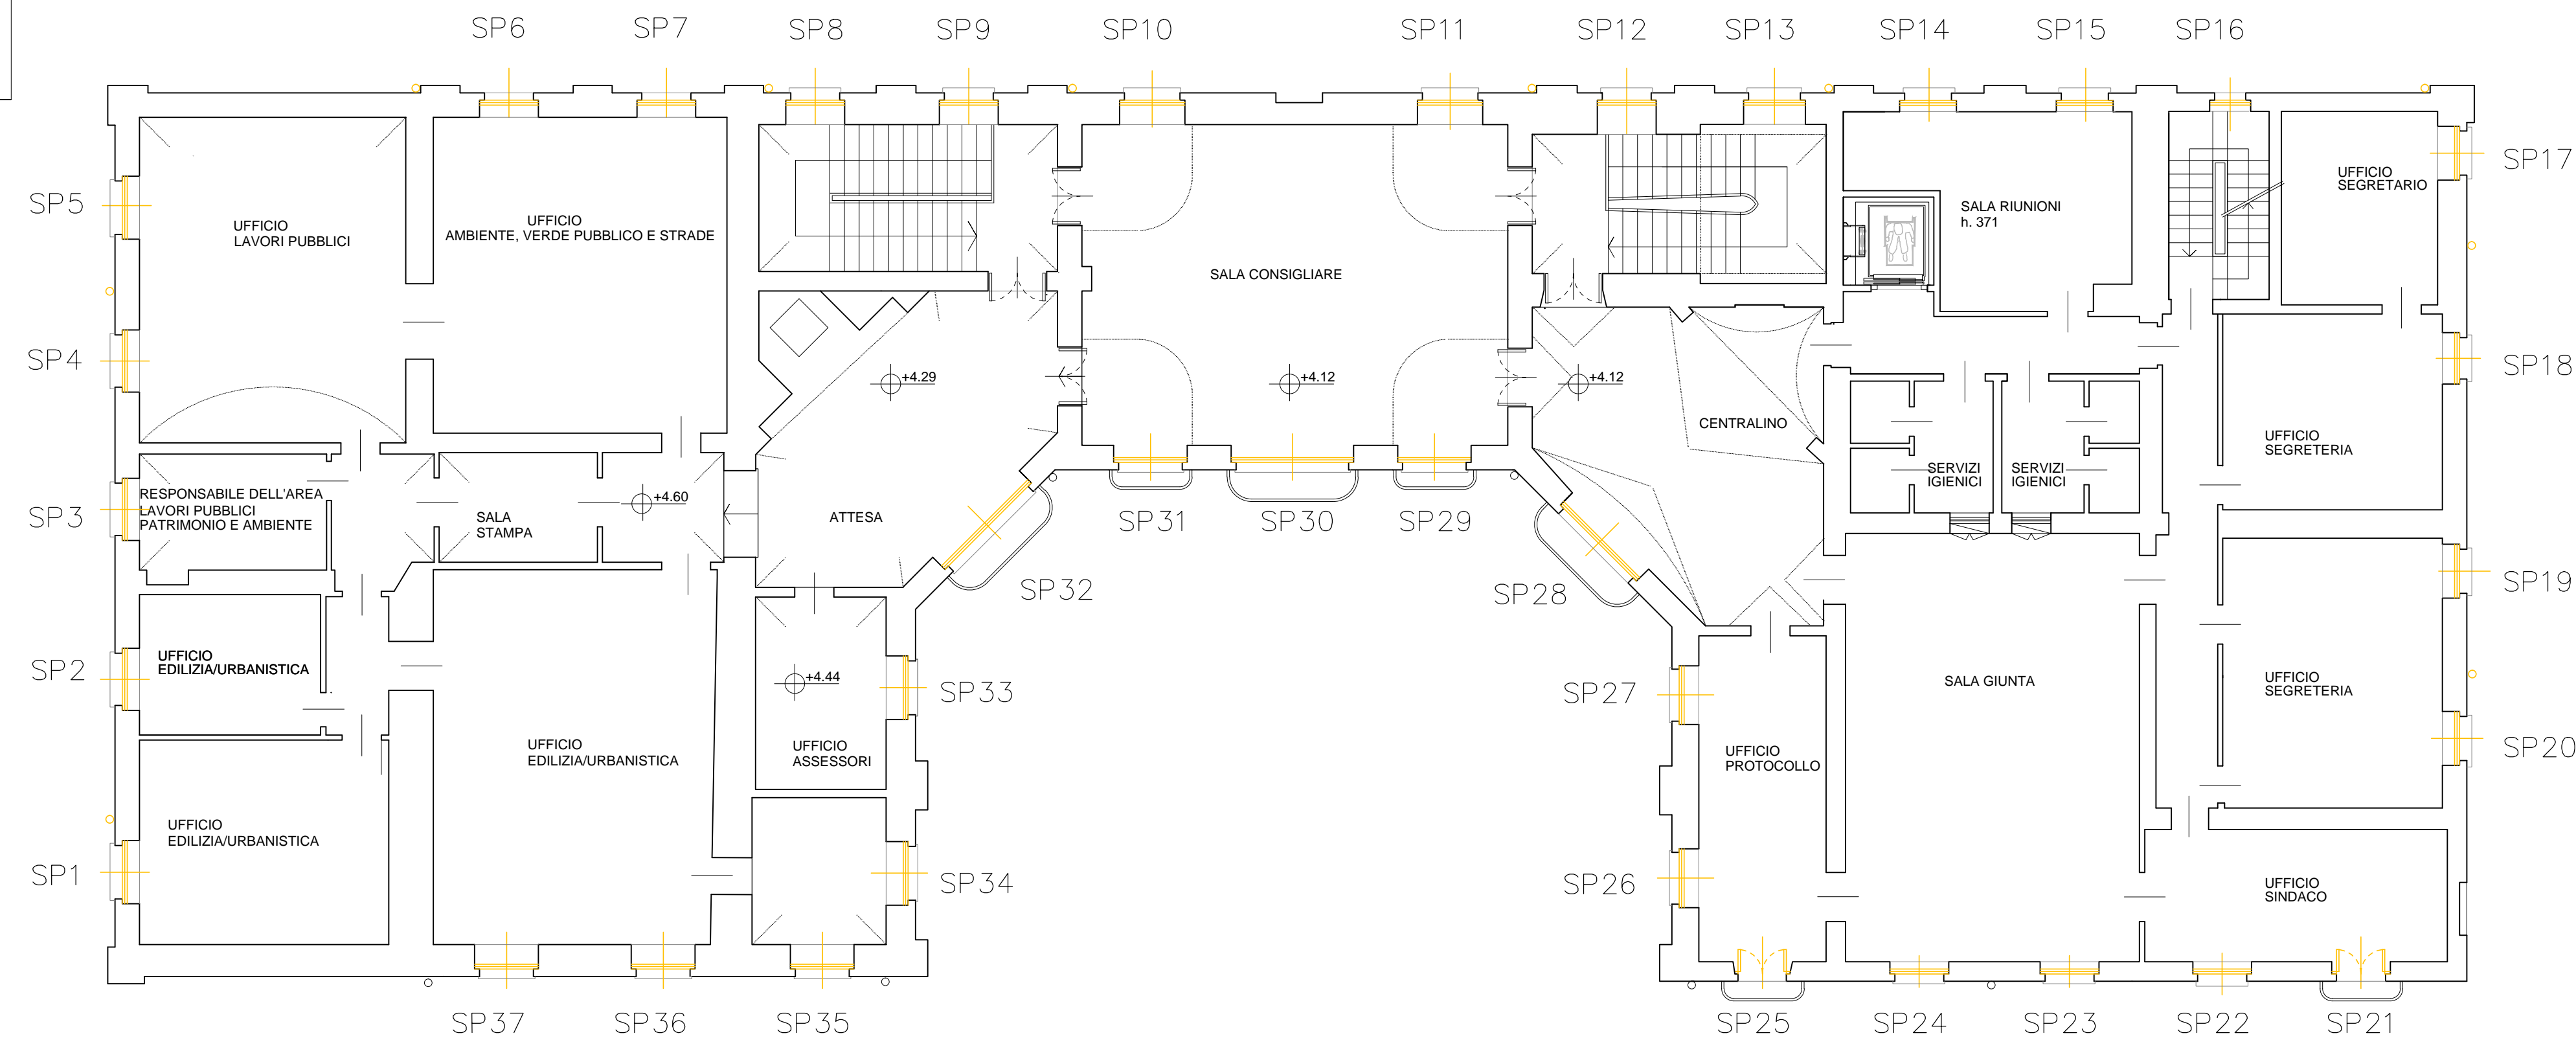 SP6
SP7
SP8
SP9
SP10
SP11
SP12
SP13
SP14
SP15
SP16
SP17
SP5
UFFICIO
LAVORI PUBBLICI
UFFICIO
AMBIENTE, VERDE PUBBLICO E STRADE
SALA CONSIGLIARE
SALA RIUNIONI
h. 371
UFFICIO
SEGRETARIO
SP4
+4.29
+4.12
+4.12
CENTRALINO
SP18
UFFICIO
SEGRETERIA
SP3
RESPONSABILE DELL'AREA
LAVORI PUBBLICI
PATRIMONIO E AMBIENTE
SALA
STAMPA
+4.60
ATTESA
SP31
SP30
SP29
SERVIZI
IGIENICI
SERVIZI
IGIENICI
SP32
SP28
SP19
SP2
UFFICIO
EDILIZIA/URBANISTICA
+4.44
SP33
SP27
SALA GIUNTA
UFFICIO
SEGRETERIA
UFFICIO
EDILIZIA/URBANISTICA
UFFICIO
ASSESSORI
UFFICIO
PROTOCOLLO
SP20
UFFICIO
EDILIZIA/URBANISTICA
SP1
SP34
SP26
UFFICIO
SINDACO
SP37
SP36
SP35
SP25
SP24
SP23
SP22
SP21